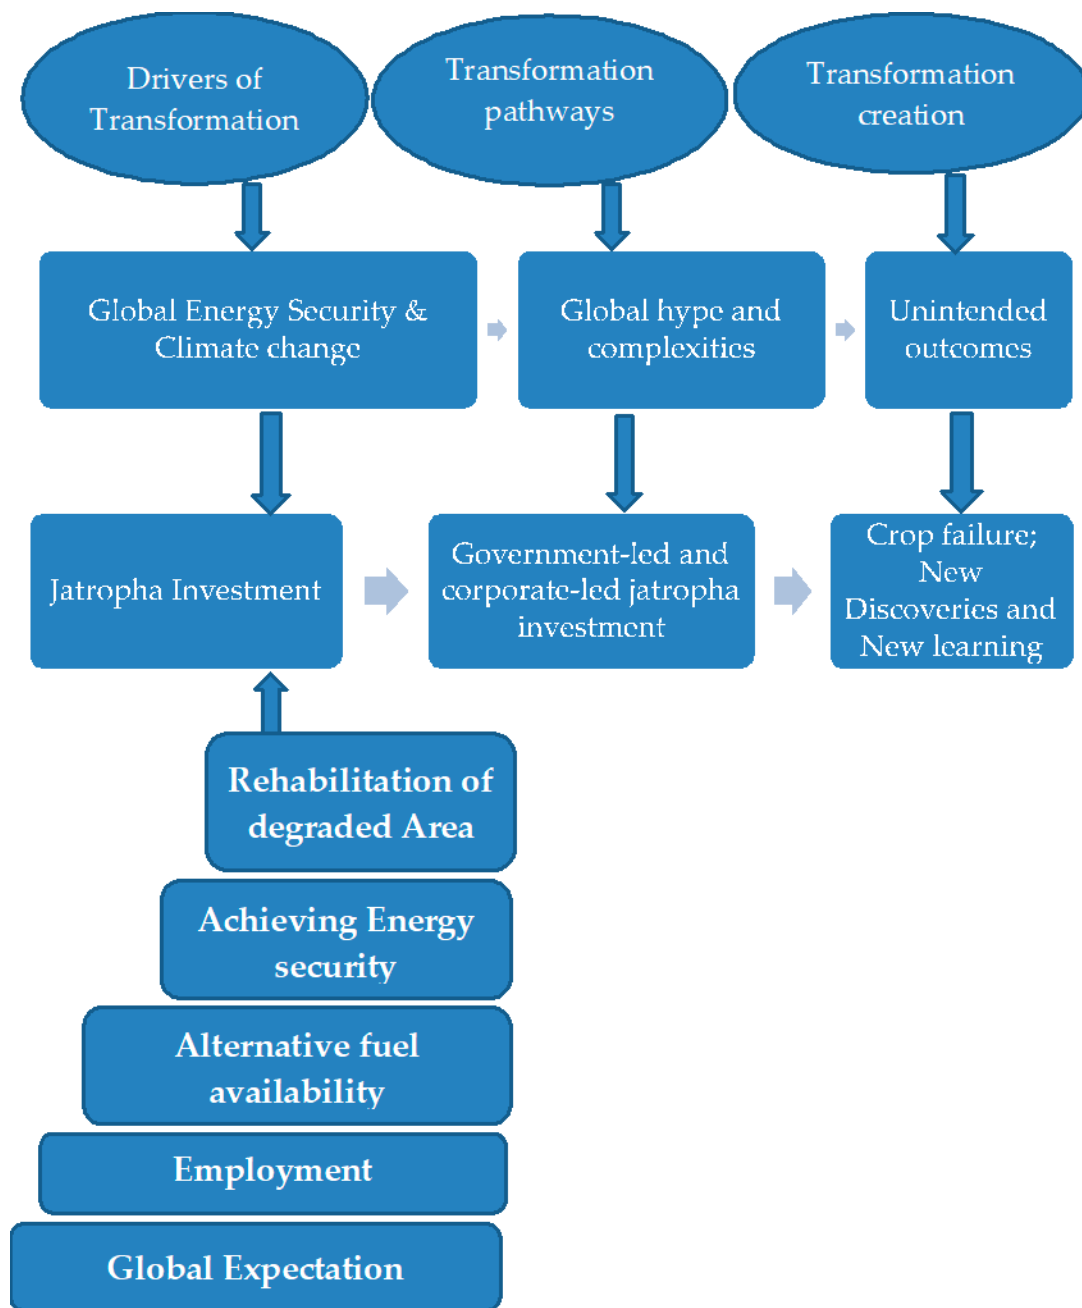 Drivers of
Transformation
Transformation
pathways
Transformation
creation
Global Energy Security &
Climate change
Global hype and
complexities
Unintended
outcomes
Jatropha Investment
Government-led and
corporate-led jatropha
investment
Crop failure;
New
Discoveries and
New learning
Rehabilitation of
degraded Area
Achieving Energy
security
Alternative fuel
availability
Employment
Global Expectation